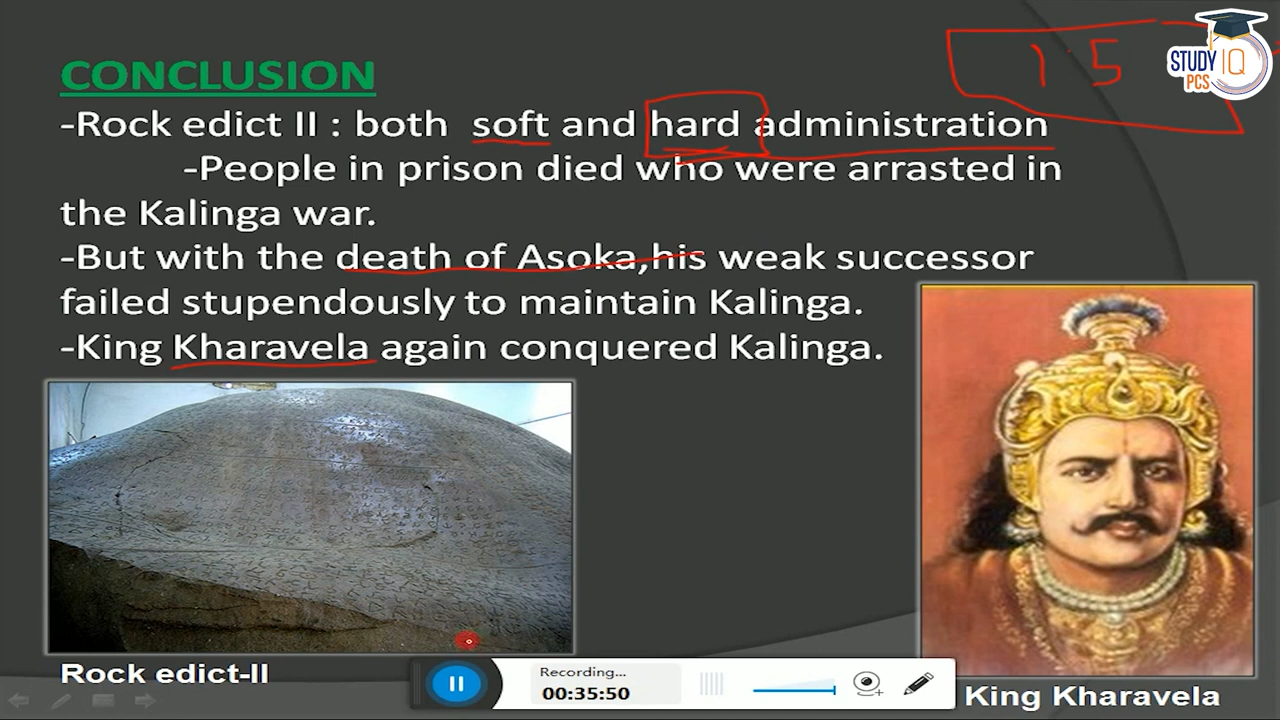 CONCLUSION
15
STUDY IQ
PCS
-Rock edict II : both soft and hard administration
-People in prison died who were arrasted in
the Kalinga war.
-But with the death of Asoka,his weak successor
failed stupendously to maintain Kalinga.
-King Kharavela again conquered Kalinga.
Rock edict-II
Recording...
00:35:50
King Kharavela